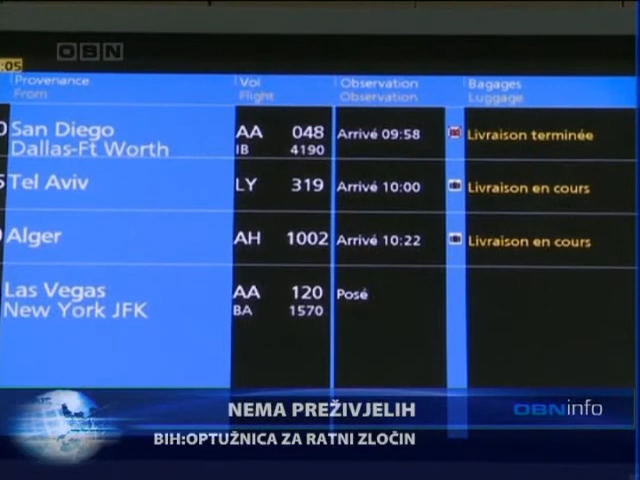 OBN
:05
Provenance Vol Observation Bagages
From Flight Observation Luggage
San Diego AA 048 Arrivé 09:58 Livraison terminée
Dallas-Ft Worth IB 4190
Tel Aviv LY 319 Arrivé 10:00 Livraison en cours
Alger AH 1002 Arrivé 10:22 Livraison en cours
Las Vegas AA 120 Posé
New York JFK BA 1570
NEMA PREŽIVJELIH OBNinfo
BIH:OPTUŽNICA ZA RATNI ZLOČIN